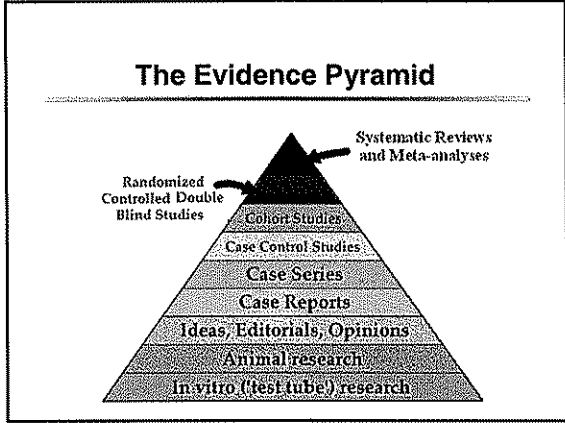 The Evidence Pyramid
Systematic Reviews
and Meta-analyses
Randomized
Controlled Double
Blind Studies
Cohort Studies
Case Control Studies
Case Series
Case Reports
Ideas, Editorials, Opinions
Animal research
In vitro ('test tube') research